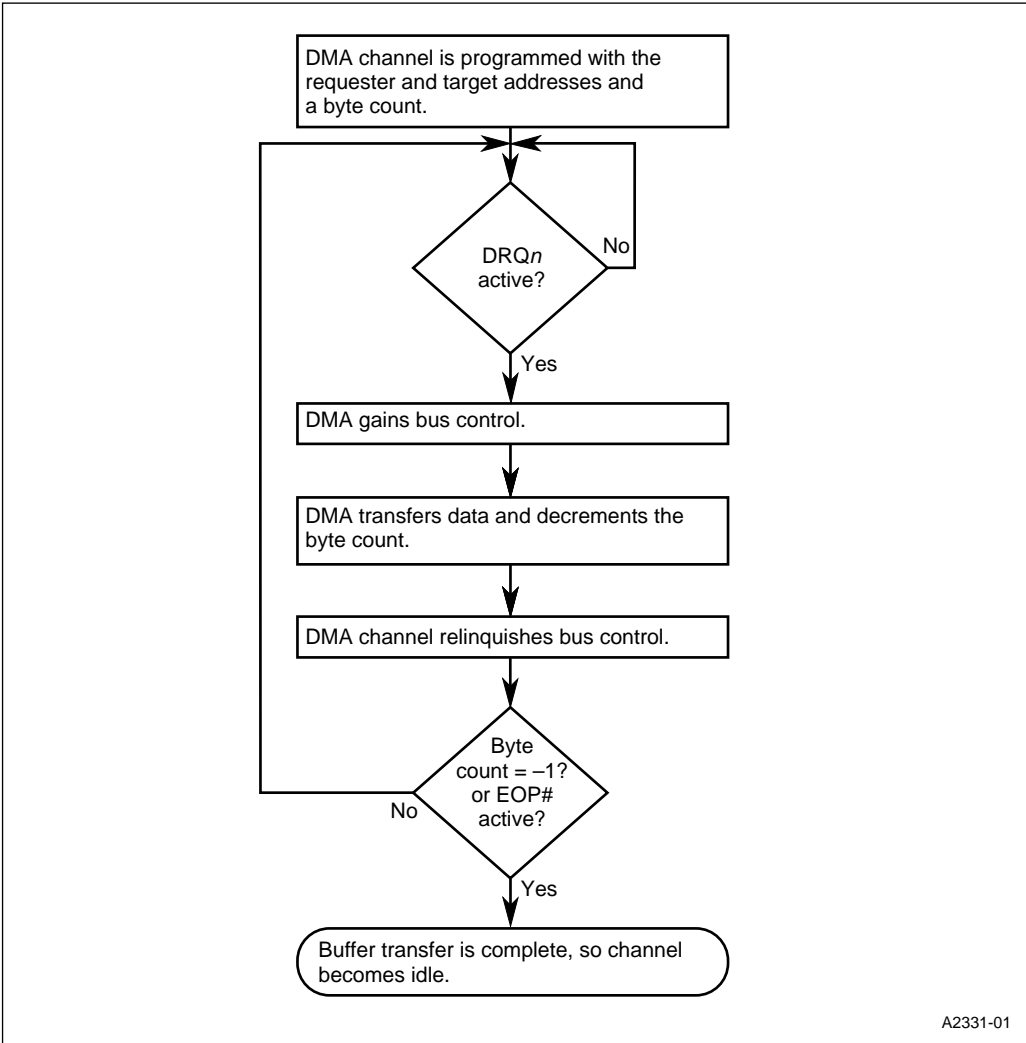 DMA channel is programmed with the
requester and target addresses and
a byte count.
DRQn
active?
No
Yes
DMA gains bus control.
DMA transfers data and decrements the
byte count.
DMA channel relinquishes bus control.
Byte
count = –1?
or EOP#
active?
No
Yes
Buffer transfer is complete, so channel
becomes idle.
A2331-01